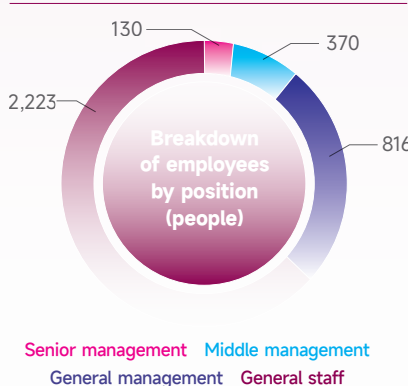 130
370
2,223
816
Breakdown
of employees
by position
(people)
Senior management Middle management
General management General staff